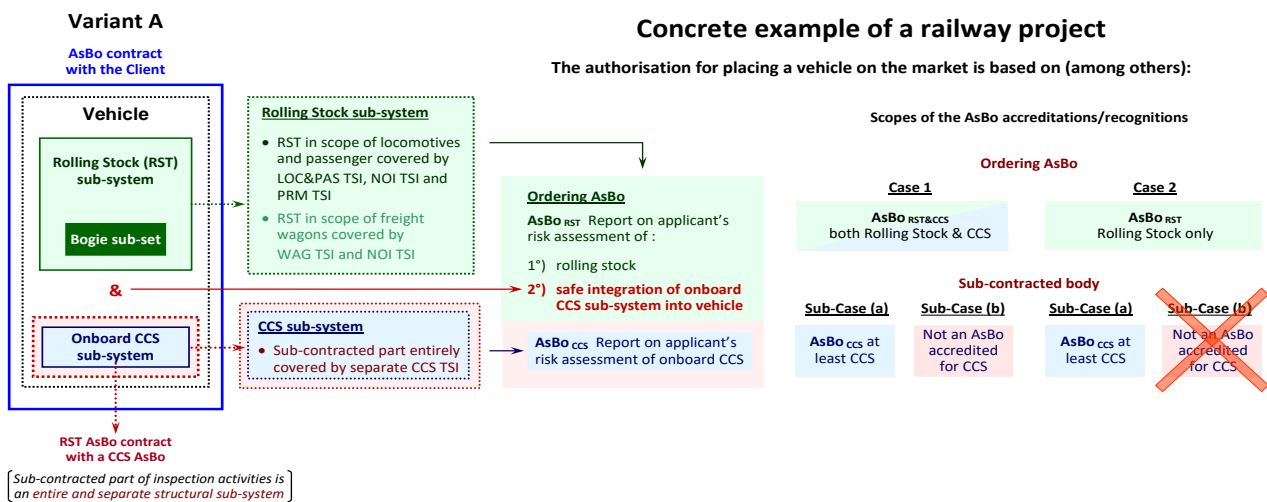 Variant A
Concrete example of a railway project
AsBo contract
with the Client
The authorisation for placing a vehicle on the market is based on (among others):
Vehicle
Rolling Stock (RST)
sub-system
Bogie sub-set
&
Onboard CCS
sub-system
RST AsBo contract
with a CCS AsBo
Sub-contracted part of inspection activities is
an entire and separate structural sub-system
Rolling Stock sub-system
• RST in scope of locomotives
and passenger covered by
LOC&PAS TSI, NOI TSI and
PRM TSI
• RST in scope of freight
wagons covered by
WAG TSI and NOI TSI
CCS sub-system
• Sub-contracted part entirely
covered by separate CCS TSI
Ordering AsBo
AsBo RST Report on applicant's
risk assessment of :
1°) rolling stock
2°) safe integration of onboard
CCS sub-system into vehicle
AsBo CCS Report on applicant's
risk assessment of onboard CCS
Scopes of the AsBo accreditations/recognitions
Ordering AsBo
Case 1
AsBo RST&CCS
both Rolling Stock & CCS
Case 2
AsBo RST
Rolling Stock only
Sub-contracted body
Sub-Case (a)
AsBo CCS at
least CCS
Sub-Case (b)
Not an AsBo
accredited
for CCS
Sub-Case (a)
AsBo CCS at
least CCS
Sub-Case (b)
Not an AsBo
accredited
for CCS